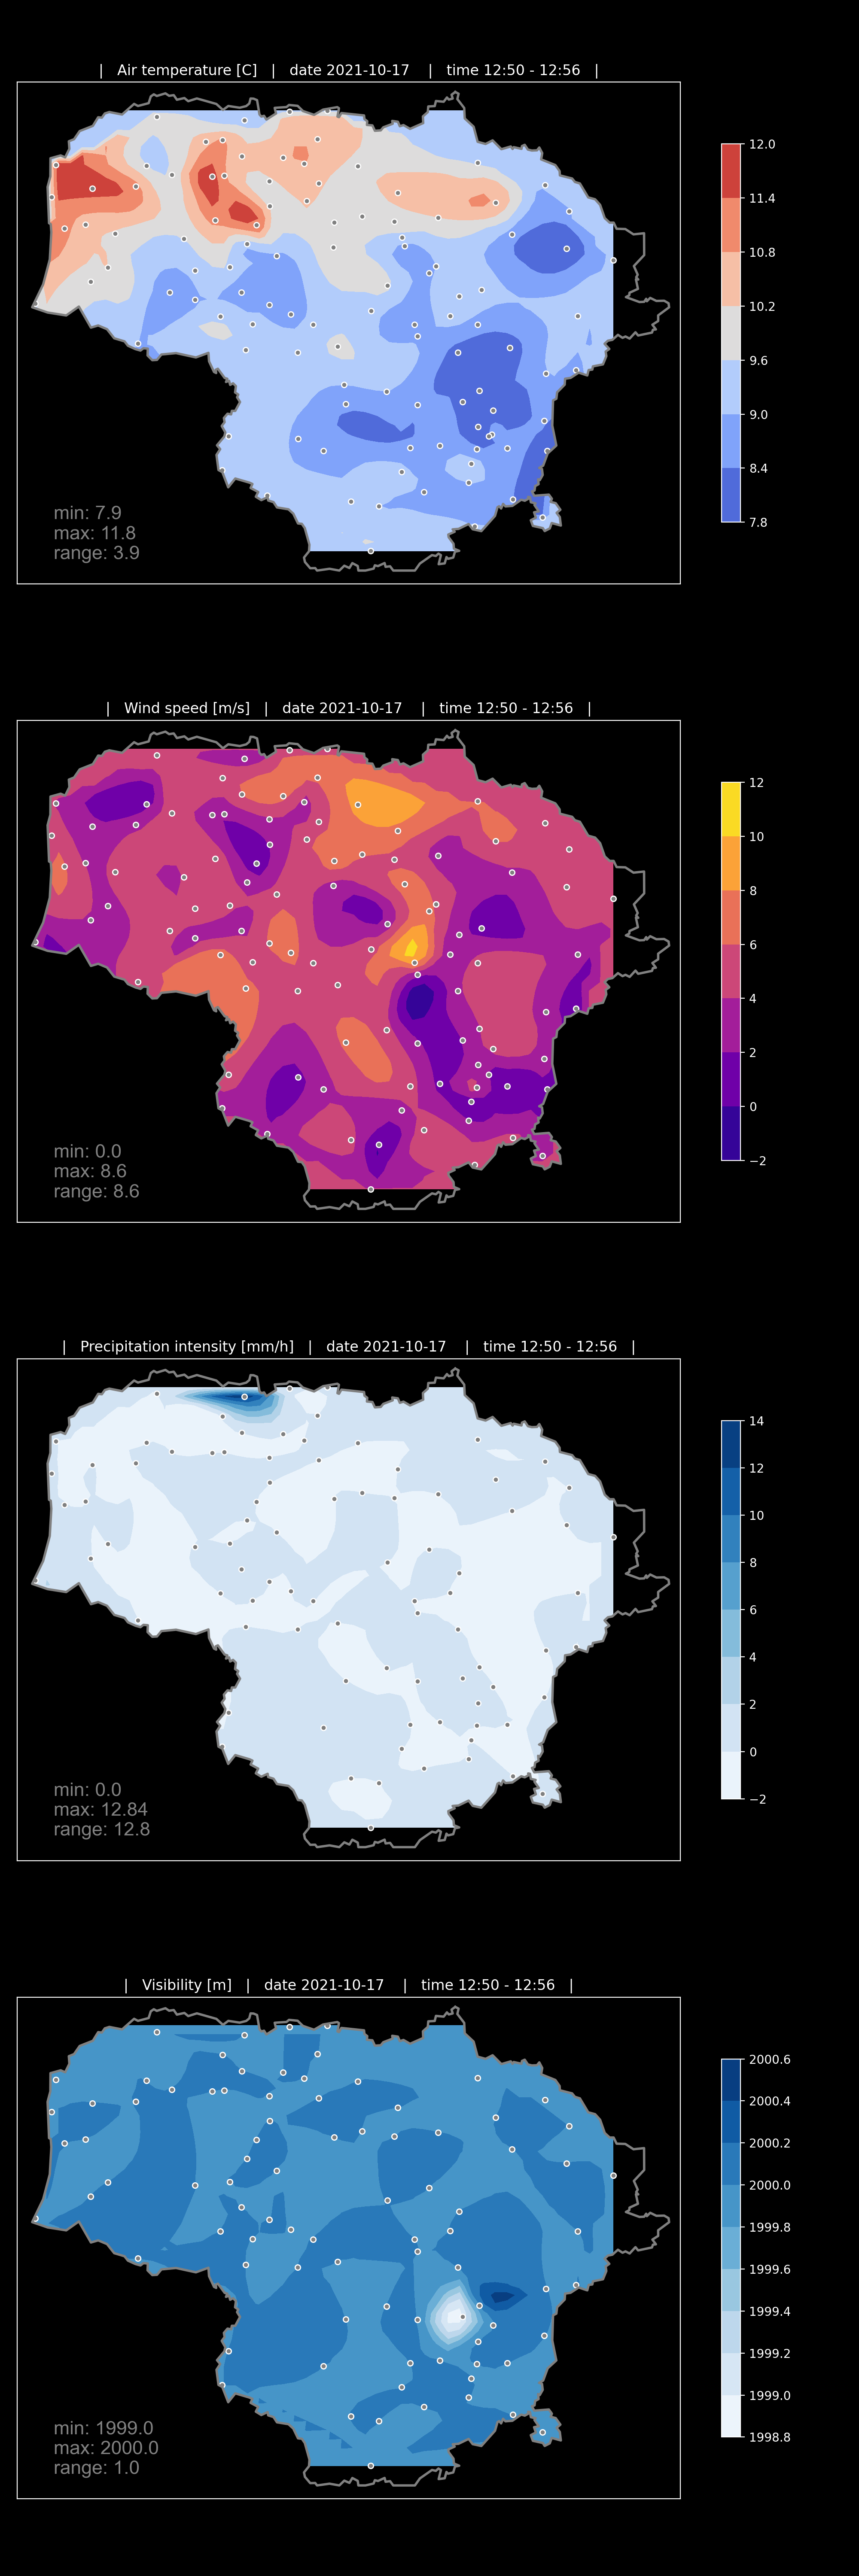 | Air temperature [C] | date 2021-10-17 | time 12:50 - 12:56 |
12.0
11.4
10.8
10.2
9.6
9.0
8.4
7.8
min: 7.9
max: 11.8
range: 3.9
| Wind speed [m/s] | date 2021-10-17 | time 12:50 - 12:56 |
12
10
8
6
4
2
0
−2
min: 0.0
max: 8.6
range: 8.6
| Precipitation intensity [mm/h] | date 2021-10-17 | time 12:50 - 12:56 |
14
12
10
8
6
4
2
0
−2
min: 0.0
max: 12.84
range: 12.8
| Visibility [m] | date 2021-10-17 | time 12:50 - 12:56 |
2000.6
2000.4
2000.2
2000.0
1999.8
1999.6
1999.4
1999.2
1999.0
1998.8
min: 1999.0
max: 2000.0
range: 1.0